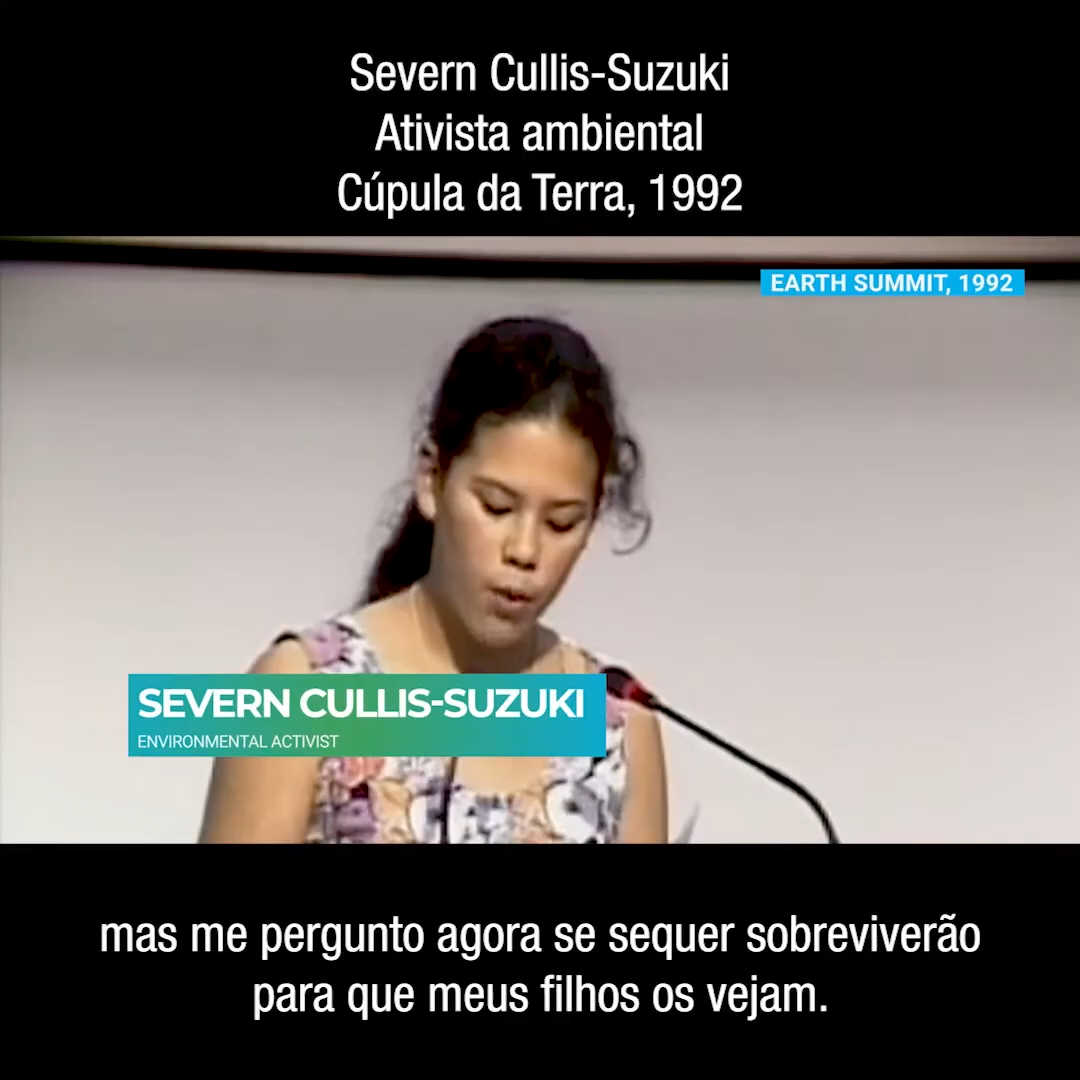 Severn Cullis-Suzuki
Ativista ambiental
Cúpula da Terra, 1992
EARTH SUMMIT, 1992
SEVERN CULLIS-SUZUKI
ENVIRONMENTAL ACTIVIST
mas me pergunto agora se sequer sobreviverão
para que meus filhos os vejam.